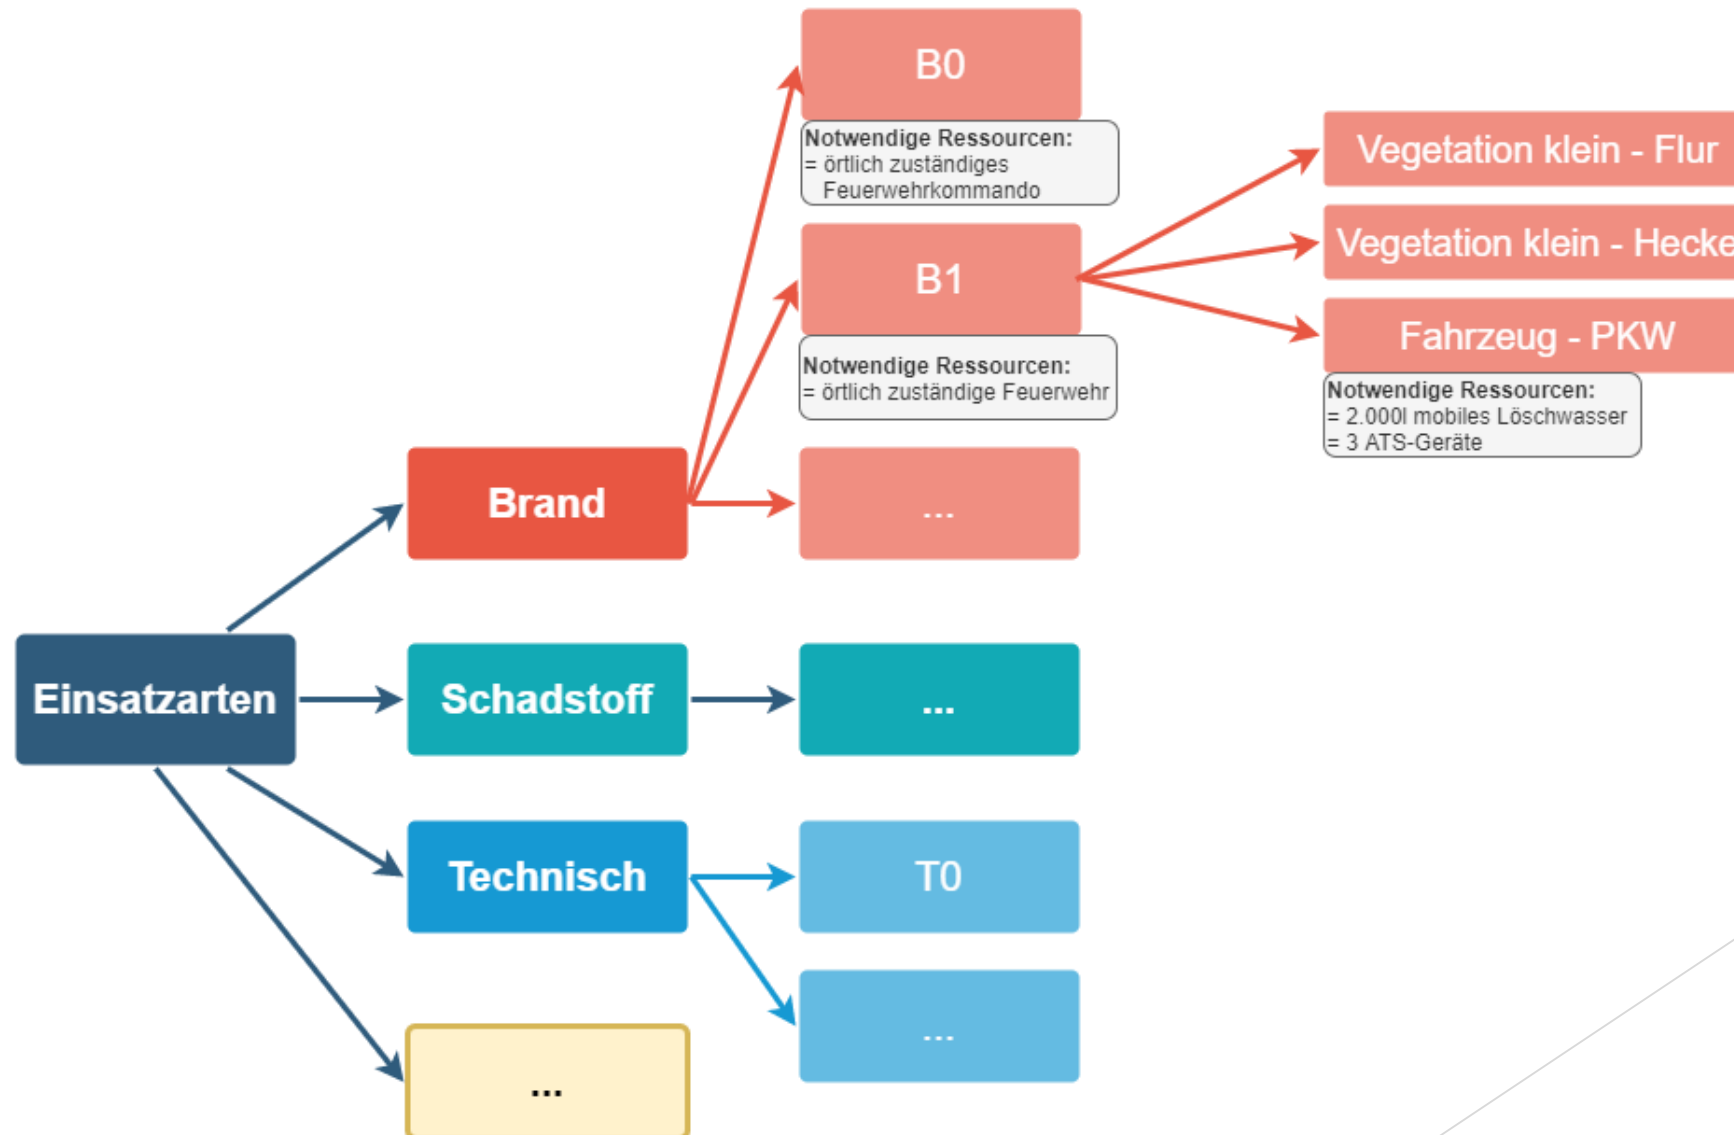 B0
Notwendige Ressourcen:
= örtlich zuständiges
Feuerwehrkommando
B1
Notwendige Ressourcen:
= örtlich zuständige Feuerwehr
Vegetation klein - Flur
Vegetation klein - Hecke
Fahrzeug - PKW
Notwendige Ressourcen:
= 2.000l mobiles Löschwasser
= 3 ATS-Geräte
Brand
...
Einsatzarten
Schadstoff
...
Technisch
T0
...
...